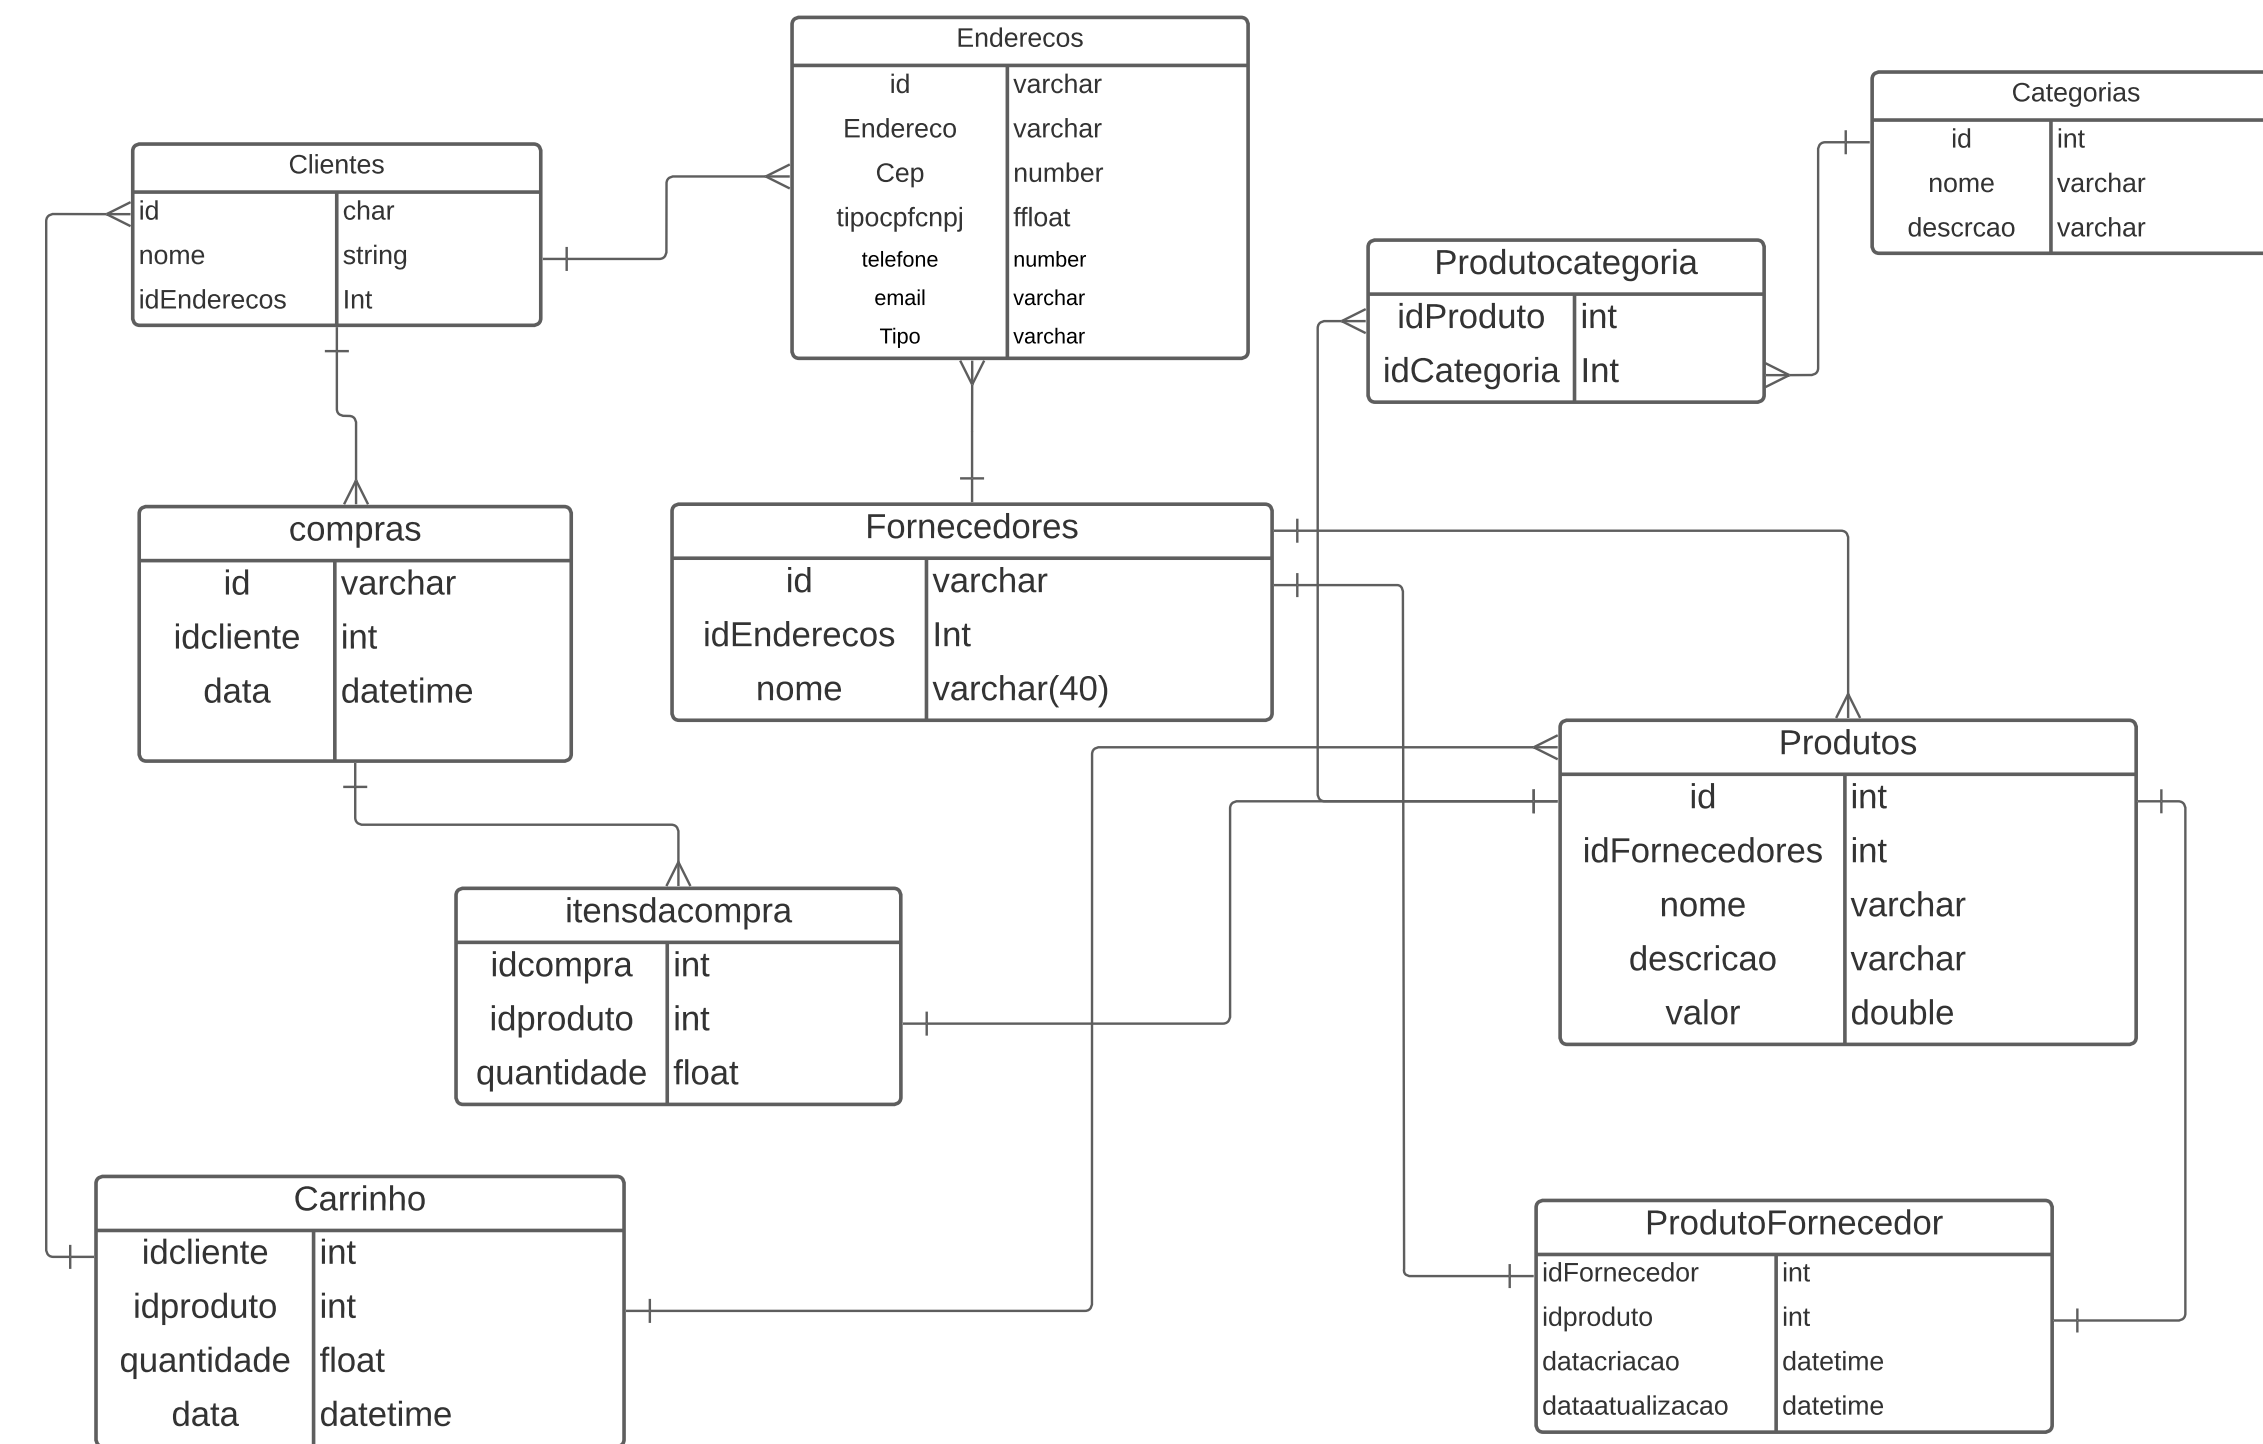 Enderecos
id varchar
Endereco varchar
Cep number
tipocpfcnpj ffloat
telefone number
email varchar
Tipo varchar
Categorias
id int
nome varchar
descrcao varchar
Clientes
id char
nome string
idEnderecos Int
Produtocategoria
idProduto int
idCategoria Int
compras
id varchar
idcliente int
data datetime
Fornecedores
id varchar
idEnderecos Int
nome varchar(40)
Produtos
id int
idFornecedores int
nome varchar
descricao varchar
valor double
itensdacompra
idcompra int
idproduto int
quantidade float
Carrinho
idcliente int
idproduto int
quantidade float
data datetime
ProdutoFornecedor
idFornecedor int
idproduto int
datacriacao datetime
dataatualizacao datetime